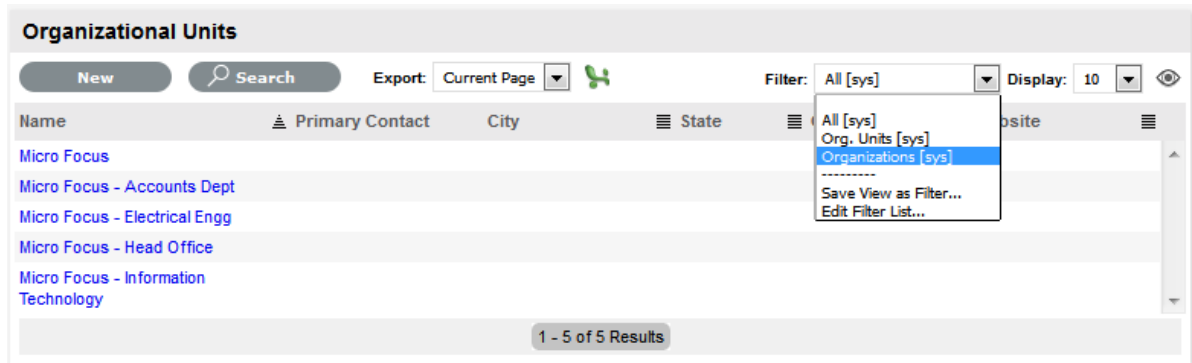 Organizational Units
New Search Export: Current Page Filter: All [sys] Display: 10
Name Primary Contact City State bsite
All [sys]
Org. Units [sys]
Organizations [sys]
---------
Save View as Filter...
Edit Filter List...
Micro Focus
Micro Focus - Accounts Dept
Micro Focus - Electrical Engg
Micro Focus - Head Office
Micro Focus - Information
Technology
1 - 5 of 5 Results